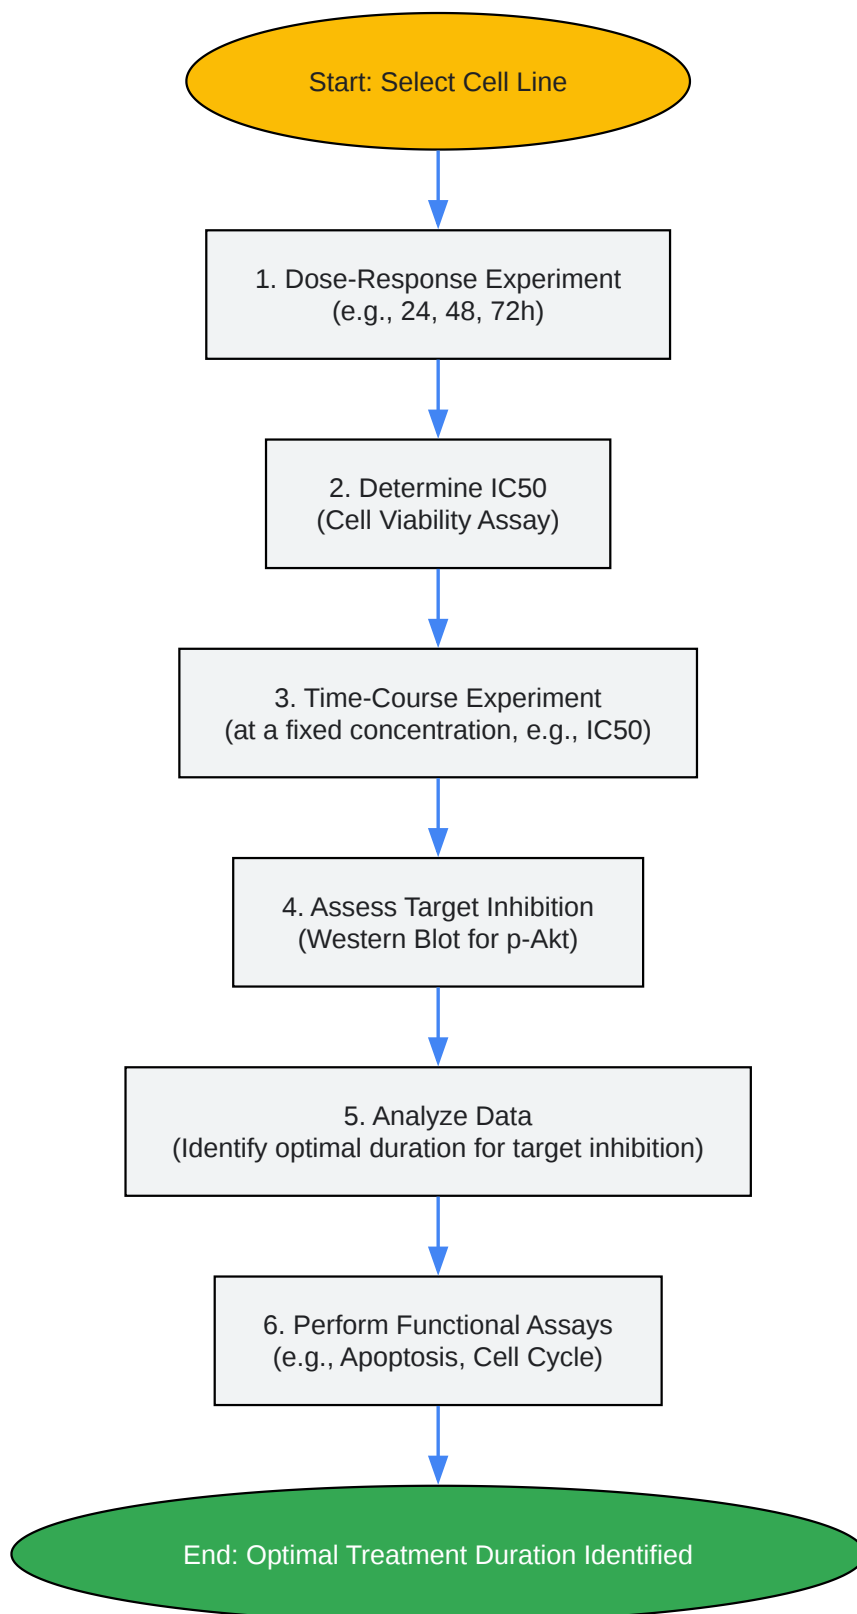 Start: Select Cell Line
1. Dose-Response Experiment
(e.g., 24, 48, 72h)
2. Determine IC50
(Cell Viability Assay)
3. Time-Course Experiment
(at a fixed concentration, e.g., IC50)
4. Assess Target Inhibition
(Western Blot for p-Akt)
5. Analyze Data
(Identify optimal duration for target inhibition)
6. Perform Functional Assays
(e.g., Apoptosis, Cell Cycle)
End: Optimal Treatment Duration Identified